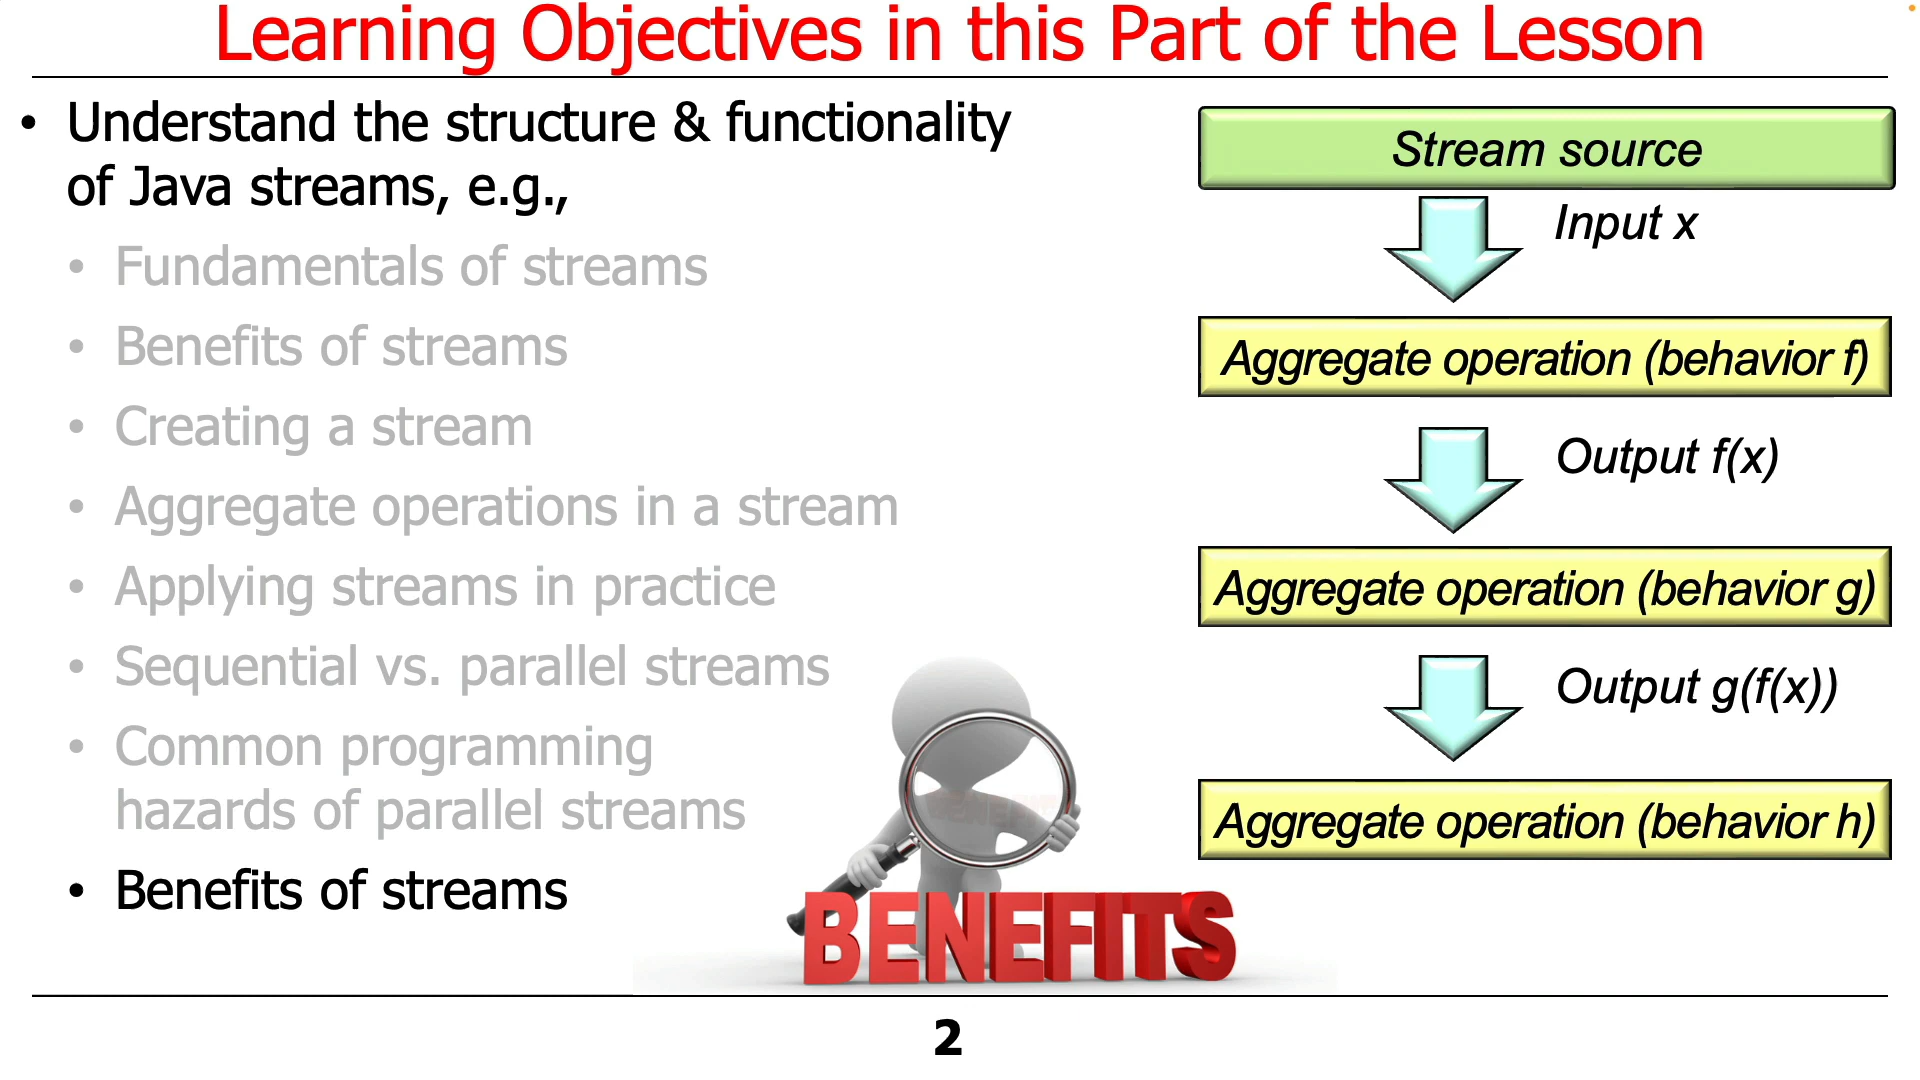 Learning Objectives in this Part of the Lesson
• Understand the structure & functionality
of Java streams, e.g.,
• Fundamentals of streams
• Benefits of streams
• Creating a stream
• Aggregate operations in a stream
• Applying streams in practice
• Sequential vs. parallel streams
• Common programming
hazards of parallel streams
• Benefits of streams
BENEFITS
Stream source
Input x
Aggregate operation (behavior f)
Output f(x)
Aggregate operation (behavior g)
Output g(f(x))
Aggregate operation (behavior h)
2